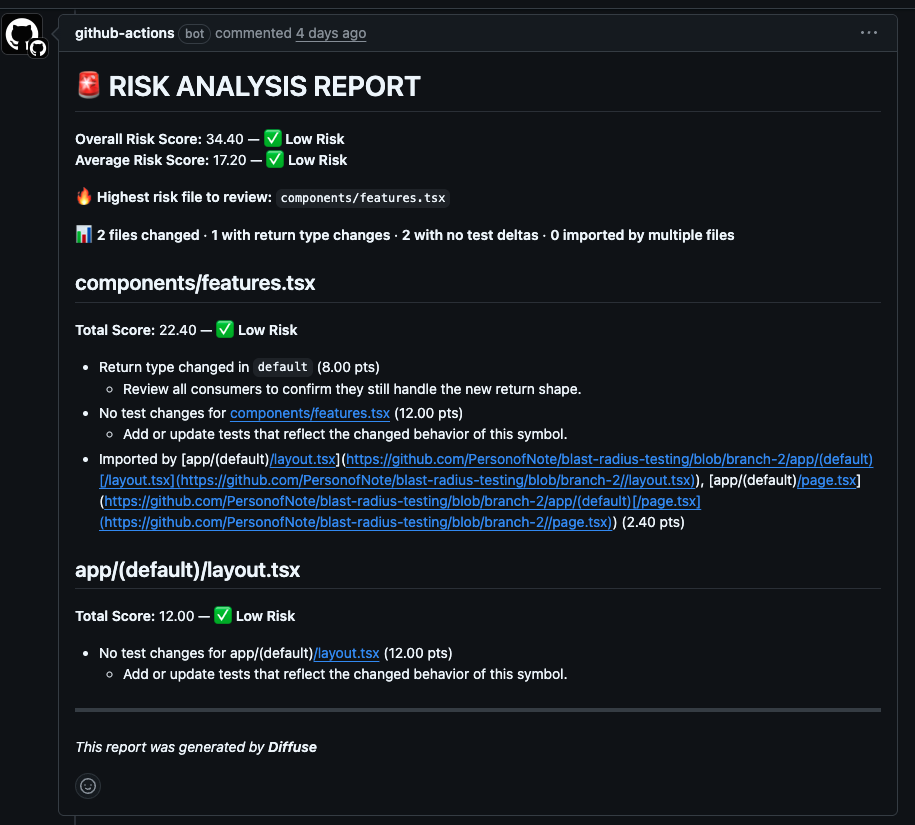 github-actions bot commented 4 days ago
RISK ANALYSIS REPORT
Overall Risk Score: 34.40 — ✅ Low Risk
Average Risk Score: 17.20 — ✅ Low Risk
🔥 Highest risk file to review: components/features.tsx
📊 2 files changed · 1 with return type changes · 2 with no test deltas · 0 imported by multiple files
components/features.tsx
Total Score: 22.40 — ✅ Low Risk
Return type changed in default (8.00 pts)
Review all consumers to confirm they still handle the new return shape.
No test changes for components/features.tsx (12.00 pts)
Add or update tests that reflect the changed behavior of this symbol.
Imported by [app/(default)/layout.tsx](https://github.com/PersonofNote/blast-radius-testing/blob/branch-2/app/(default)
[/layout.tsx](https://github.com/PersonofNote/blast-radius-testing/blob/branch-2//layout.tsx)), [app/(default)/page.tsx]
(https://github.com/PersonofNote/blast-radius-testing/blob/branch-2/app/(default)[/page.tsx]
(https://github.com/PersonofNote/blast-radius-testing/blob/branch-2//page.tsx)) (2.40 pts)
app/(default)/layout.tsx
Total Score: 12.00 — ✅ Low Risk
No test changes for app/(default)/layout.tsx (12.00 pts)
Add or update tests that reflect the changed behavior of this symbol.
This report was generated by Diffuse